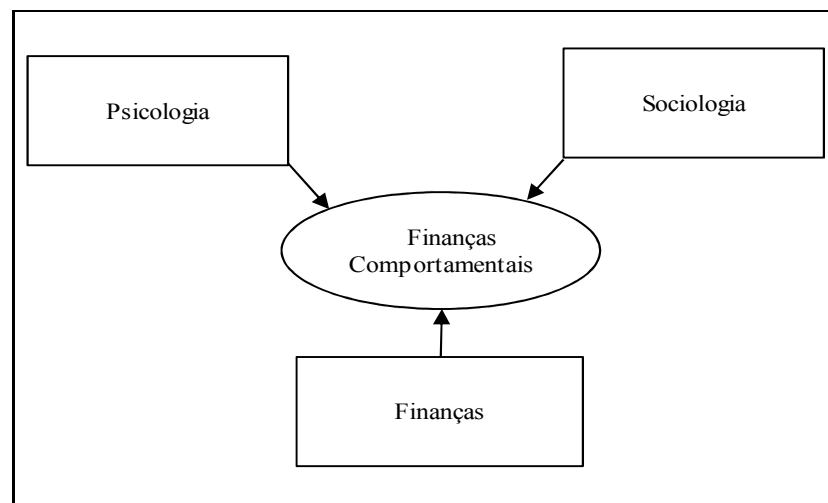 Psicologia
Sociologia
Finanças
Comportamentais
Finanças